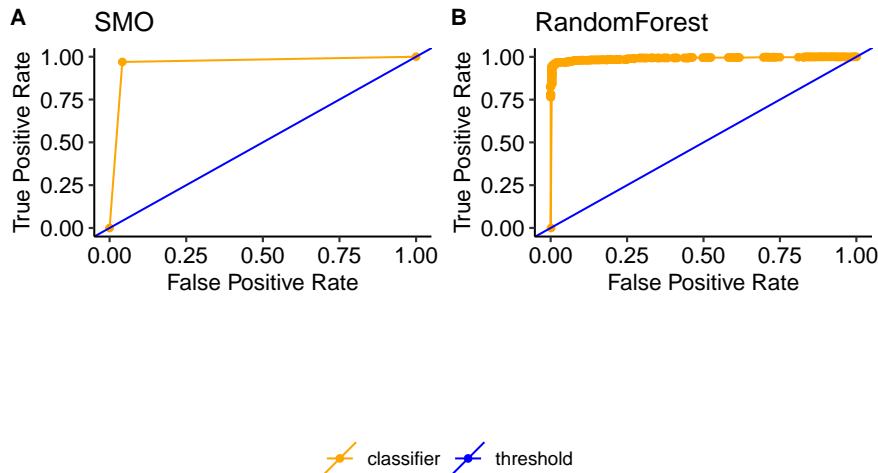 A
SMO
1.00
0.75
0.50
0.25
0.00
True Positive Rate
0.00
0.25
0.50
0.75
1.00
False Positive Rate
B
RandomForest
1.00
0.75
0.50
0.25
0.00
True Positive Rate
0.00
0.25
0.50
0.75
1.00
False Positive Rate
classifier
threshold